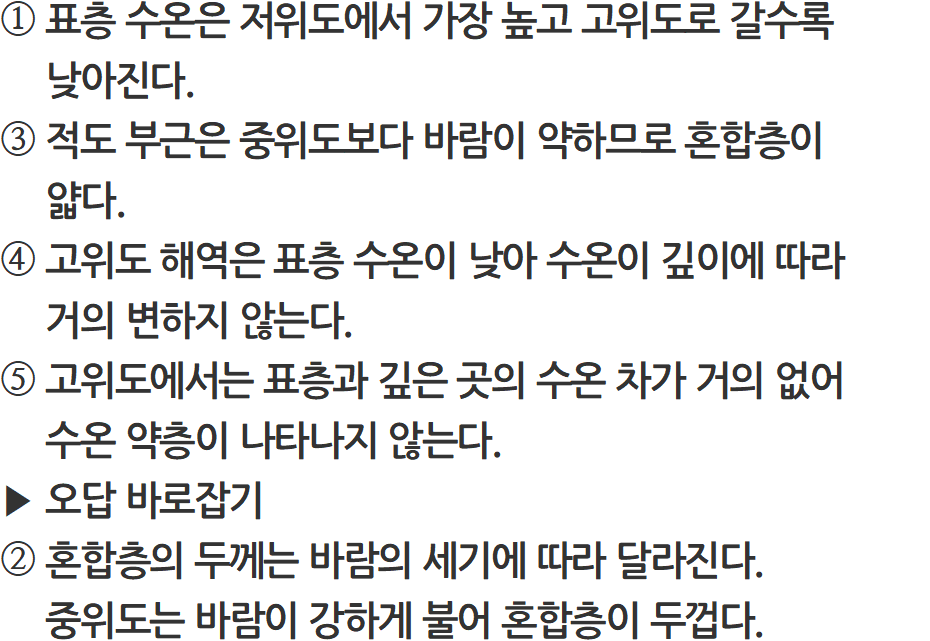 ① 표층 수온은 저위도에서 가장 높고 고위도로 갈수록
낮아진다.
③ 적도 부근은 중위도보다 바람이 약하므로 혼합층이
얇다.
④ 고위도 해역은 표층 수온이 낮아 수온이 깊이에 따라
거의 변하지 않는다.
⑤ 고위도에서는 표층과 깊은 곳의 수온 차가 거의 없어
수온 약층이 나타나지 않는다.
▶ 오답 바로잡기
② 혼합층의 두께는 바람의 세기에 따라 달라진다.
중위도는 바람이 강하게 불어 혼합층이 두껍다.